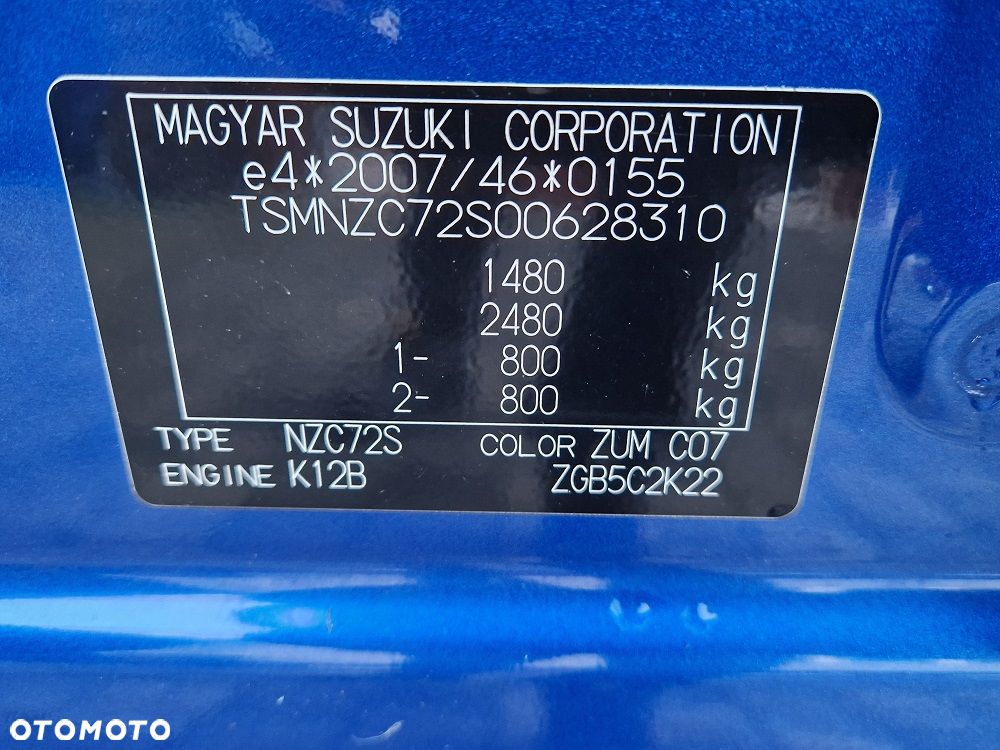 MAGYAR SUZUKI CORPORATION
e4*2007/46*0155
TSMNZC72S00628310
1480 kg
2480 kg
1- 800 kg
2- 800 kg
TYPE NZC72S COLOR ZUM C07
ENGINE K12B ZGB5C2K22
OTOMOTO